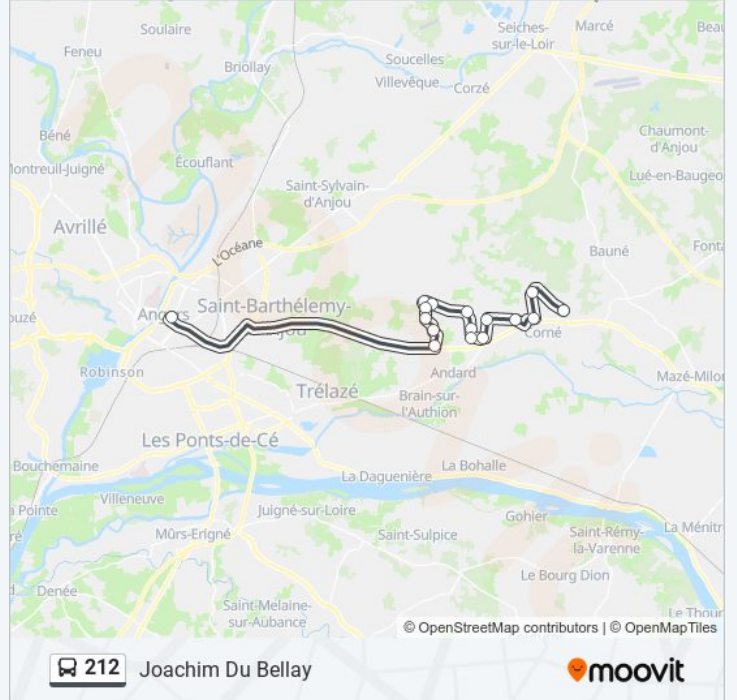 Soulaire
Seiches-
sur-le-Loir
Marcé
Beau
Feneu
Soucelles
Briollay
Villevêque
Corzé
Béné
Chaumont-
d'Anjou
Écouflant
Montreuil-Juigné
Saint-Sylvain-
d'Anjou
Lué-en-Baugeo
Avrillé
L'Océane
Bauné
Fonta
ouzé
Angers
Saint-Barthélemy-
Corné
Robinson
Andard
Mazé-Milon
Trélazé
Brain-sur-
l'Authion
Les Ponts-de-Cé
Bouchemaine
La Bohalle
La Daguenière
Villeneuve
a Pointe
Juigné-sur-Loire
Gohier
La Ménitr
Mûrs-Erigné
Saint-Sulpice
Saint-Rémy-
la-Varenne
Le Bourg Dion
Denée
Saint-Melaine-
sur-Aubance
Le Thour
© OpenStreetMap contributors | © OpenMapTiles
212 Joachim Du Bellay
moovit